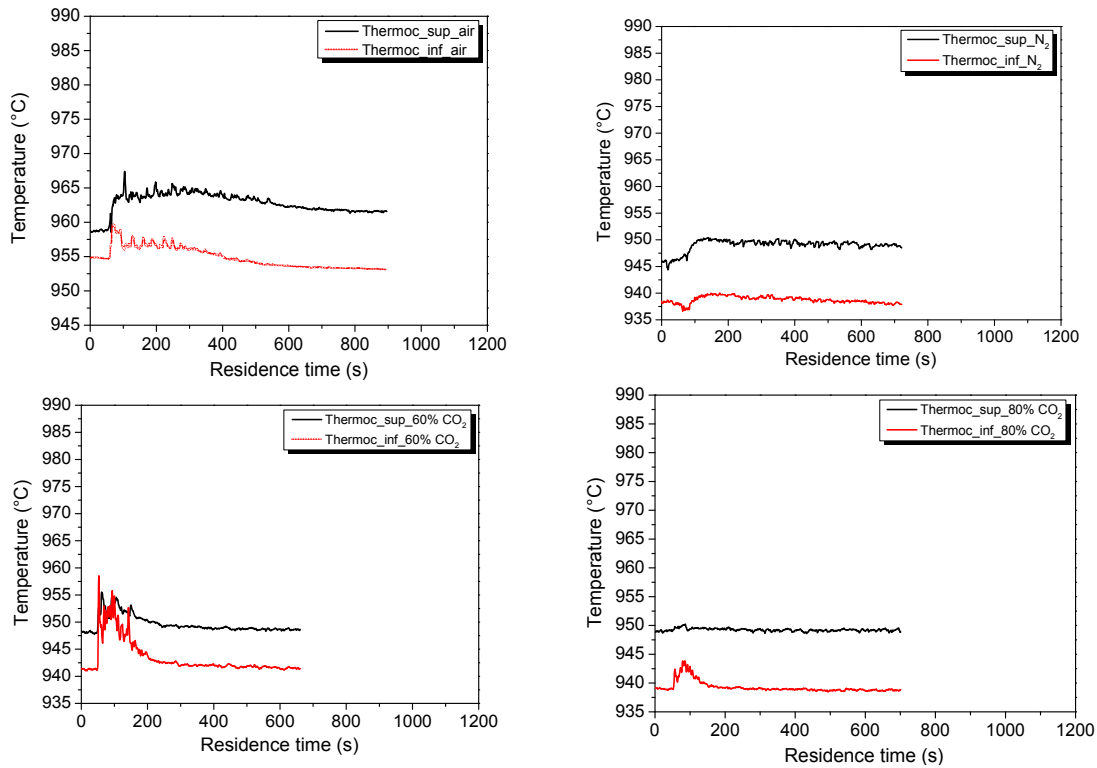 990
985
980
975
970
965
960
955
950
945
Temperature (°C)
Thermoc_sup_air
Thermoc_inf_air
0 200 400 600 800 1000 1200
Residence time (s)
990
985
980
975
970
965
960
955
950
945
940
935
Temperature (°C)
Thermoc_sup_N₂
Thermoc_inf_N₂
0 200 400 600 800 1000 1200
Residence time (s)
990
985
980
975
970
965
960
955
950
945
940
935
Temperature (°C)
Thermoc_sup_60% CO₂
Thermoc_inf_60% CO₂
0 200 400 600 800 1000 1200
Residence time (s)
990
985
980
975
970
965
960
955
950
945
940
935
Temperature (°C)
Thermoc_sup_80% CO₂
Thermoc_inf_80% CO₂
0 200 400 600 800 1000 1200
Residence time (s)